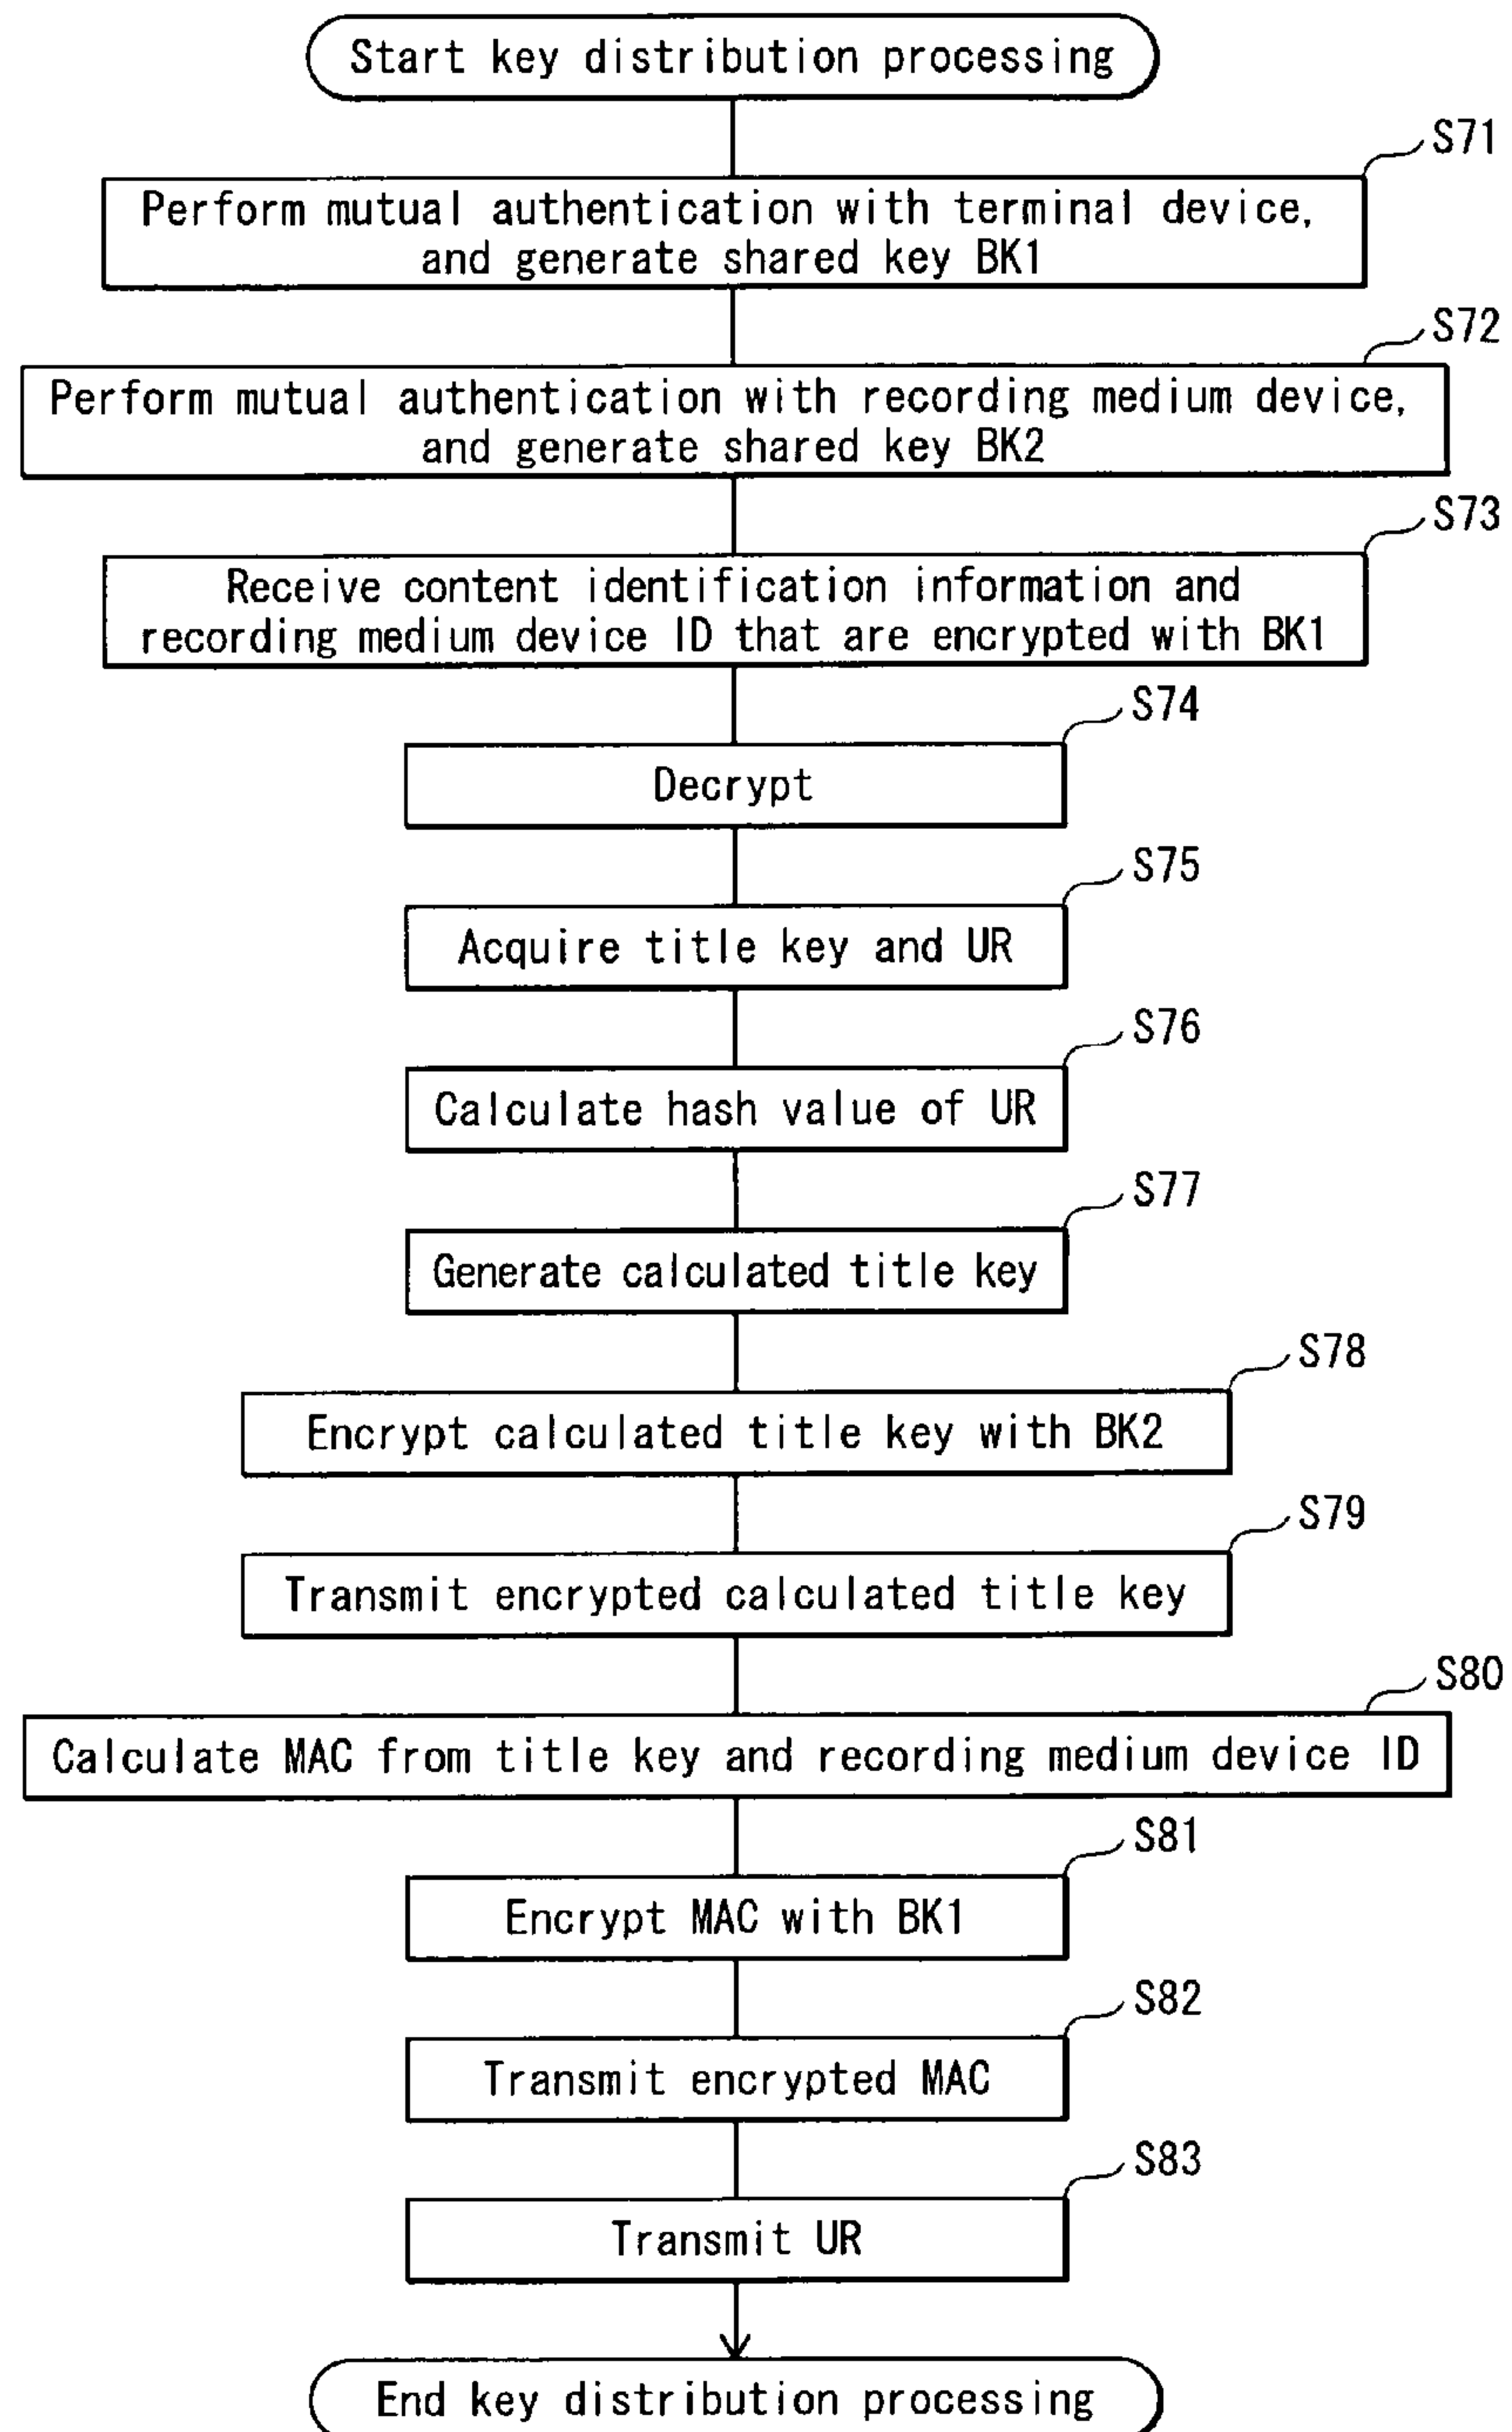 Start key distribution processing
S71
Perform mutual authentication with terminal device,
and generate shared key BK1
S72
Perform mutual authentication with recording medium device,
and generate shared key BK2
S73
Receive content identification information and
recording medium device ID that are encrypted with BK1
S74
Decrypt
S75
Acquire title key and UR
S76
Calculate hash value of UR
S77
Generate calculated title key
S78
Encrypt calculated title key with BK2
S79
Transmit encrypted calculated title key
S80
Calculate MAC from title key and recording medium device ID
S81
Encrypt MAC with BK1
S82
Transmit encrypted MAC
S83
Transmit UR
End key distribution processing